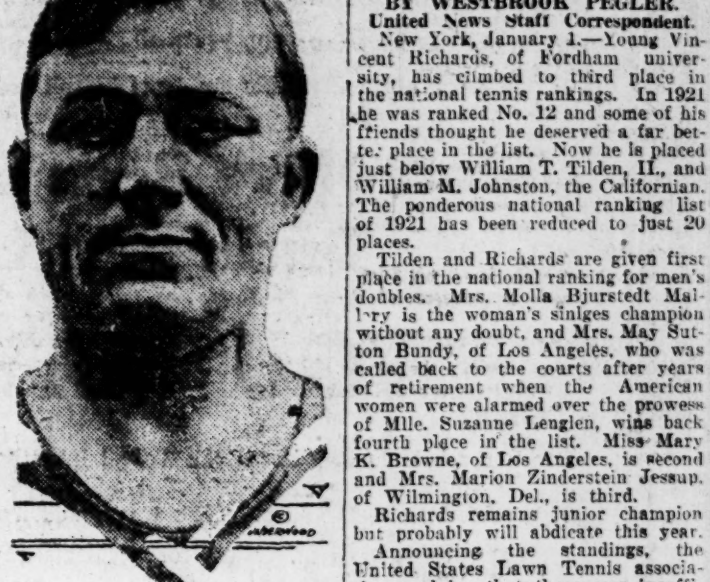 BY WESTBROOK PEGLER.
United News Staff Correspondent.
New York, January 1.—Young Vin-
cent Richards, of Fordham univer-
sity, has climbed to third place in
the national tennis rankings. In 1921
he was ranked No. 12 and some of his
friends thought he deserved a far bet-
ter place in the list. Now he is placed
just below William T. Tilden, II., and
William M. Johnston, the Californian.
The ponderous national ranking list
of 1921 has been reduced to just 20
places.
Tilden and Richards are given first
place in the national ranking for men's
doubles. Mrs. Molla Bjurstedt Mal-
lory is the woman's sinlges champion
without any doubt, and Mrs. May Sut-
ton Bundy, of Los Angeles, who was
called back to the courts after years
of retirement when the American
women were alarmed over the prowess
of Mlle. Suzanne Lenglen, wins back
fourth place in the list. Miss Mary
K. Browne, of Los Angeles, is second
and Mrs. Marion Zinderstein Jessup,
of Wilmington, Del., is third.
Richards remains junior champion
but probably will abdicate this year.
Announcing the standings, the
United States Lawn Tennis associa-
© UNDERWOOD